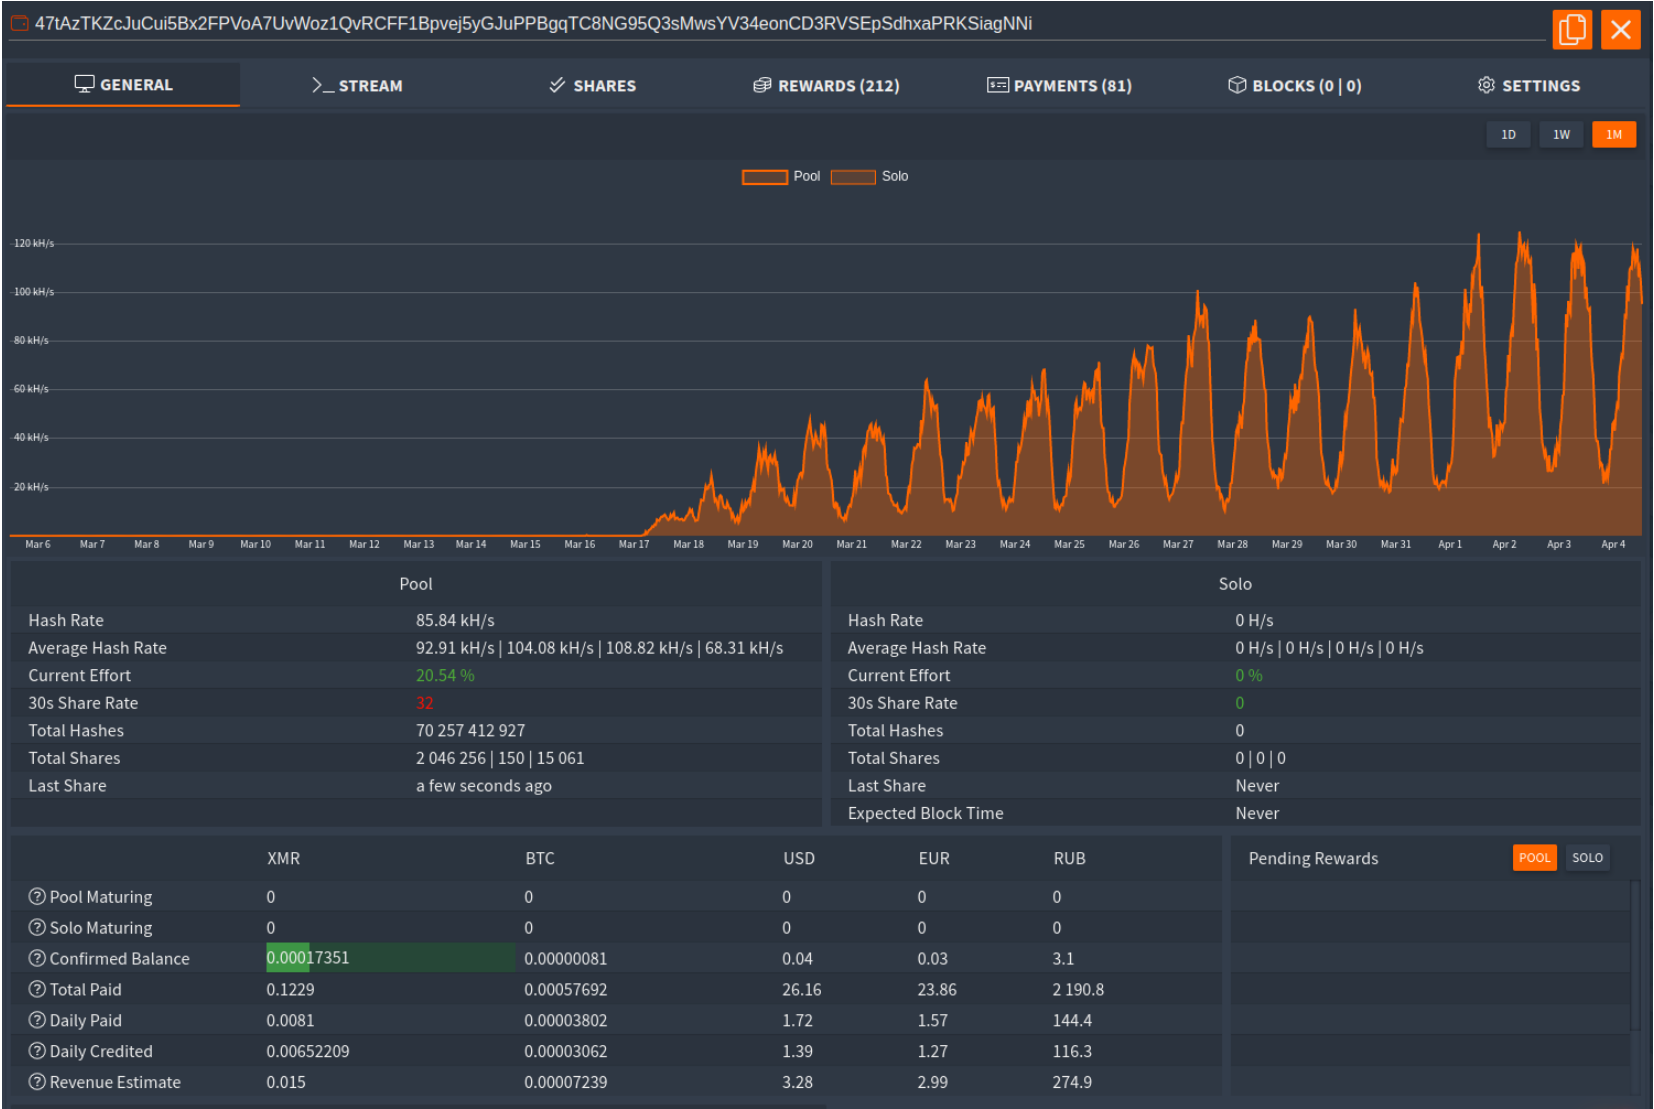 47tAzTKZcJuCui5Bx2FPVoA7UvWoz1QvRCFF1Bpvej5yGJuPPBgqTC8NG95Q3sMwsYV34eonCD3RVSEpSdhxaPRKSiagNNi
GENERAL STREAM SHARES REWARDS (212) PAYMENTS (81) BLOCKS (0 | 0) SETTINGS
1D 1W 1M
Pool Solo
120 kH/s
100 kH/s
80 kH/s
60 kH/s
40 kH/s
20 kH/s
Mar 6 Mar 7 Mar 8 Mar 9 Mar 10 Mar 11 Mar 12 Mar 13 Mar 14 Mar 15 Mar 16 Mar 17 Mar 18 Mar 19 Mar 20 Mar 21 Mar 22 Mar 23 Mar 24 Mar 25 Mar 26 Mar 27 Mar 28 Mar 29 Mar 30 Mar 31 Apr 1 Apr 2 Apr 3 Apr 4
Pool
Hash Rate 85.84 kH/s
Average Hash Rate 92.91 kH/s | 104.08 kH/s | 108.82 kH/s | 68.31 kH/s
Current Effort 20.54 %
30s Share Rate 32
Total Hashes 70 257 412 927
Total Shares 2 046 256 | 150 | 15 061
Last Share a few seconds ago
Solo
Hash Rate 0 H/s
Average Hash Rate 0 H/s | 0 H/s | 0 H/s | 0 H/s
Current Effort 0 %
30s Share Rate 0
Total Hashes 0
Total Shares 0 | 0 | 0
Last Share Never
Expected Block Time Never
XMR BTC USD EUR RUB
Pool Maturing 0 0 0 0 0
Solo Maturing 0 0 0 0 0
Confirmed Balance 0.00017351 0.00000081 0.04 0.03 3.1
Total Paid 0.1229 0.00057692 26.16 23.86 2 190.8
Daily Paid 0.0081 0.00003802 1.72 1.57 144.4
Daily Credited 0.00652209 0.00003062 1.39 1.27 116.3
Revenue Estimate 0.015 0.00007239 3.28 2.99 274.9
Pending Rewards POOL SOLO